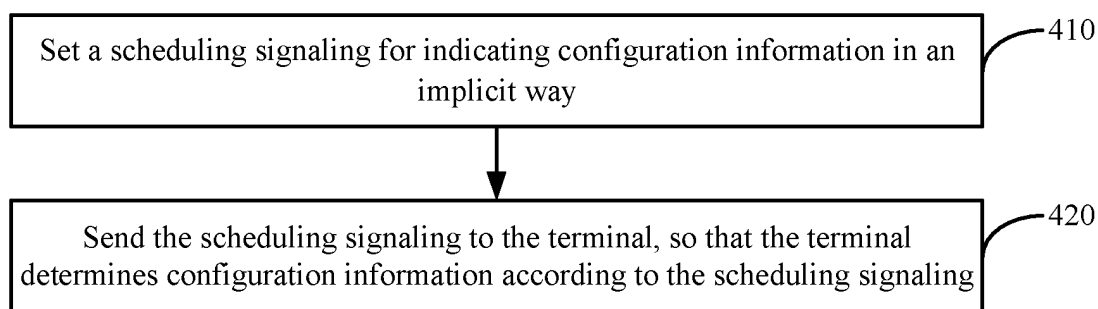 Set a scheduling signaling for indicating configuration information in an
implicit way
410
Send the scheduling signaling to the terminal, so that the terminal
determines configuration information according to the scheduling signaling
420